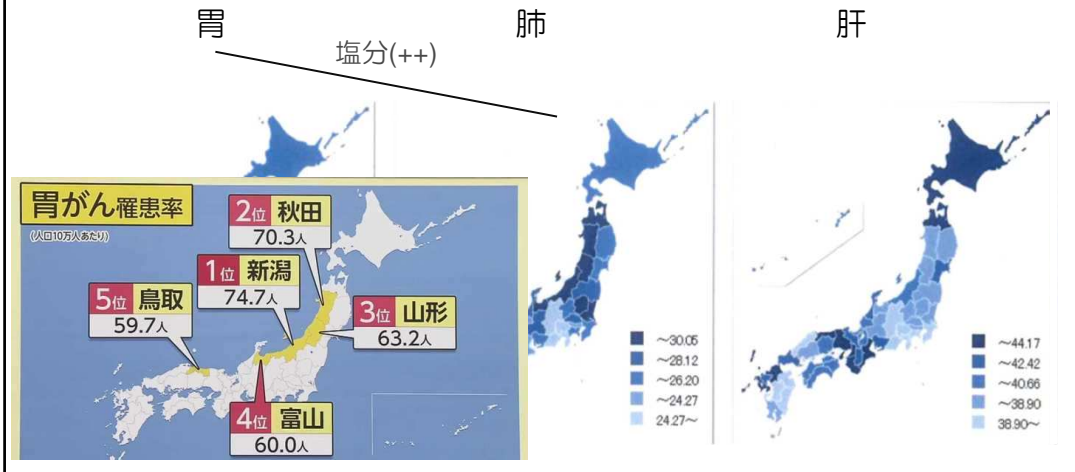 胃
肺
肝
塩分(++)
胃がん罹患率
(人口10万人あたり)
2位 秋田
70.3人
1位 新潟
74.7人
5位 鳥取
59.7人
3位 山形
63.2人
4位 富山
60.0人
～30.05
～28.12
～26.20
～24.27
24.27～
～44.17
～42.42
～40.66
～38.90
38.90～